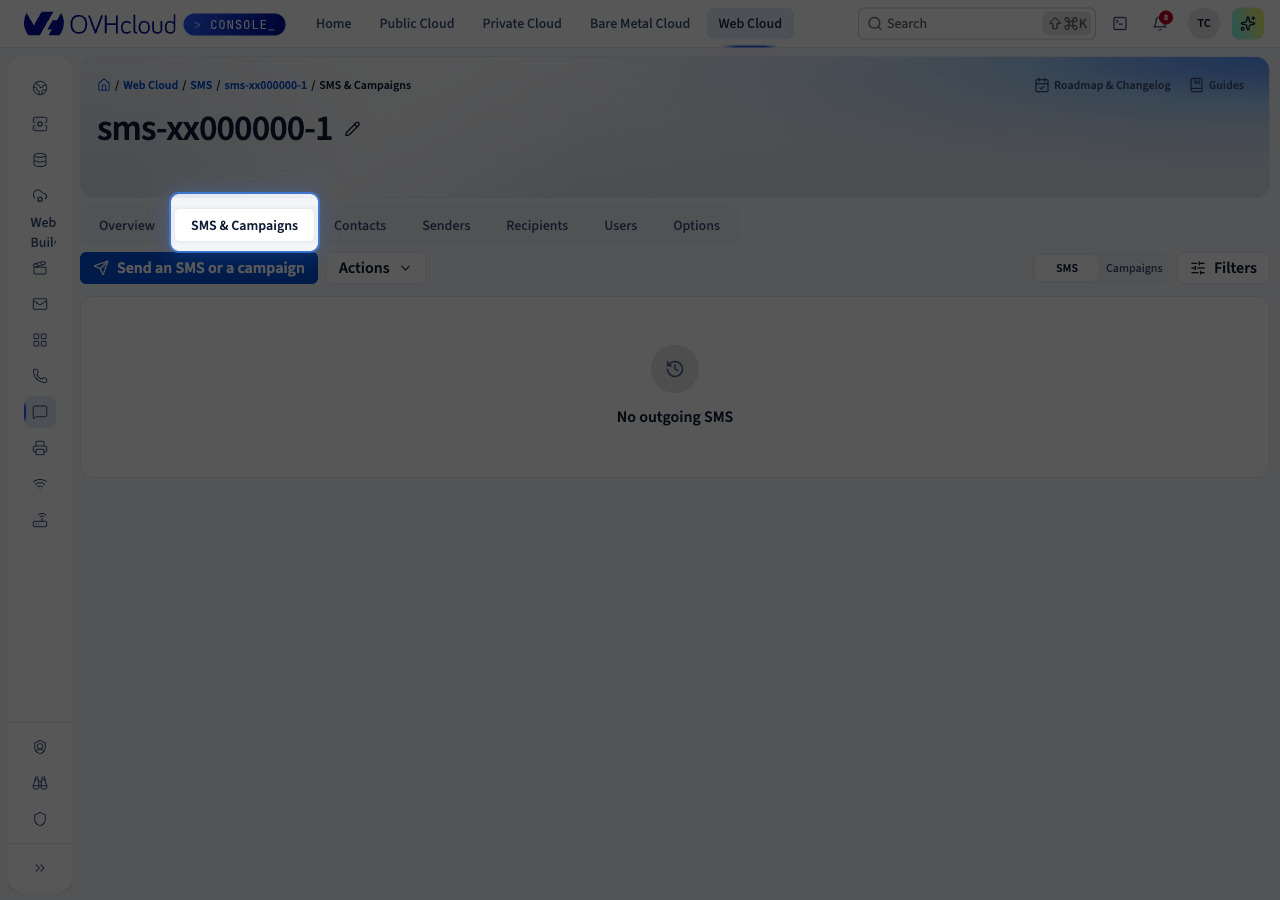 OVHcloud > CONSOLE_ Home Public Cloud Private Cloud Bare Metal Cloud Web Cloud Search ⇧⌘K 8 TC
/ Web Cloud / SMS / sms-xx000000-1 / SMS & Campaigns Roadmap & Changelog Guides
sms-xx000000-1
Overview SMS & Campaigns Contacts Senders Recipients Users Options
Send an SMS or a campaign Actions SMS Campaigns Filters
No outgoing SMS
Web
Buil